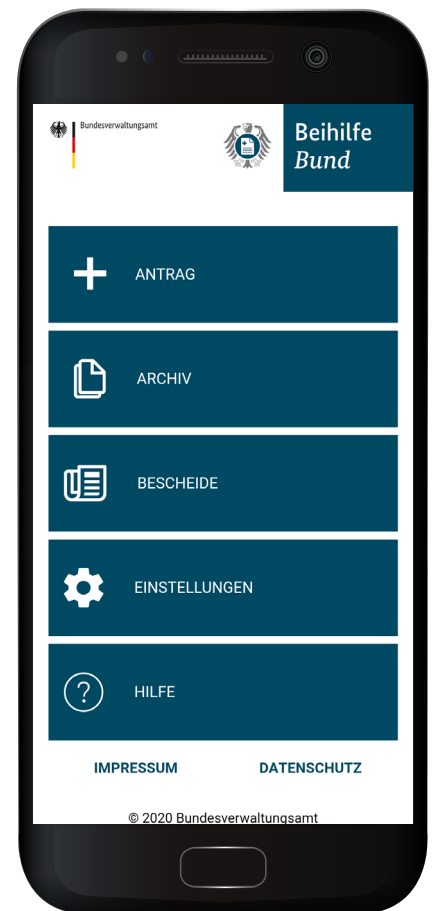 Bundesverwaltungsamt
Beihilfe
Bund
ANTRAG
ARCHIV
BESCHEIDE
EINSTELLUNGEN
?
HILFE
IMPRESSUM DATENSCHUTZ
© 2020 Bundesverwaltungsamt